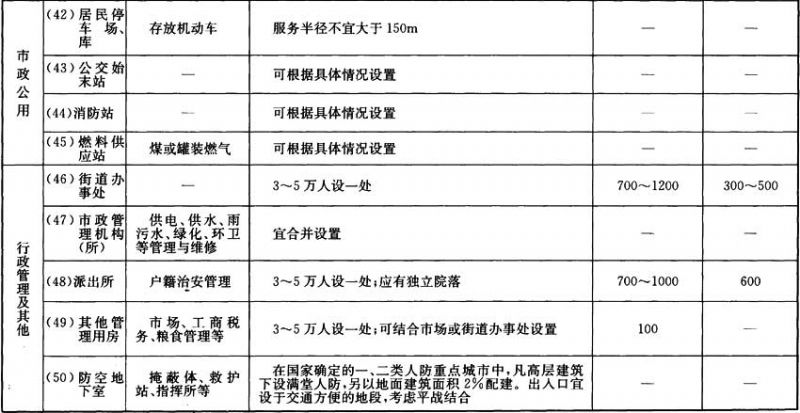 市政公用
(42) 居民停
车场、
库
存放机动车
服务半径不宜大于 150m
—
—
(43) 公交始
末站
—
可根据具体情况设置
—
—
(44)消防站
—
可根据具体情况设置
—
—
(45) 燃料供
应站
煤或罐装燃气
可根据具体情况设置
—
—
行政管理及其他
(46) 街道办
事处
—
3～5 万人设一处
700～1200
300～500
(47) 市政管
理机构
(所)
供电、供水、雨
污水、绿化、环卫
等管理与维修
宜合并设置
—
—
(48)派出所
户籍治安管理
3～5 万人设一处;应有独立院落
700～1000
600
(49) 其他管
理用房
市场、工商税
务、粮食管理等
3～5 万人设一处;可结合市场或街道办事处设置
100
—
(50) 防空地
下室
掩蔽体、救护
站、指挥所等
在国家确定的一、二类人防重点城市中,凡高层建筑
下设满堂人防,另以地面建筑面积 2%配建。出入口宜
设于交通方便的地段,考虑平战结合
—
—